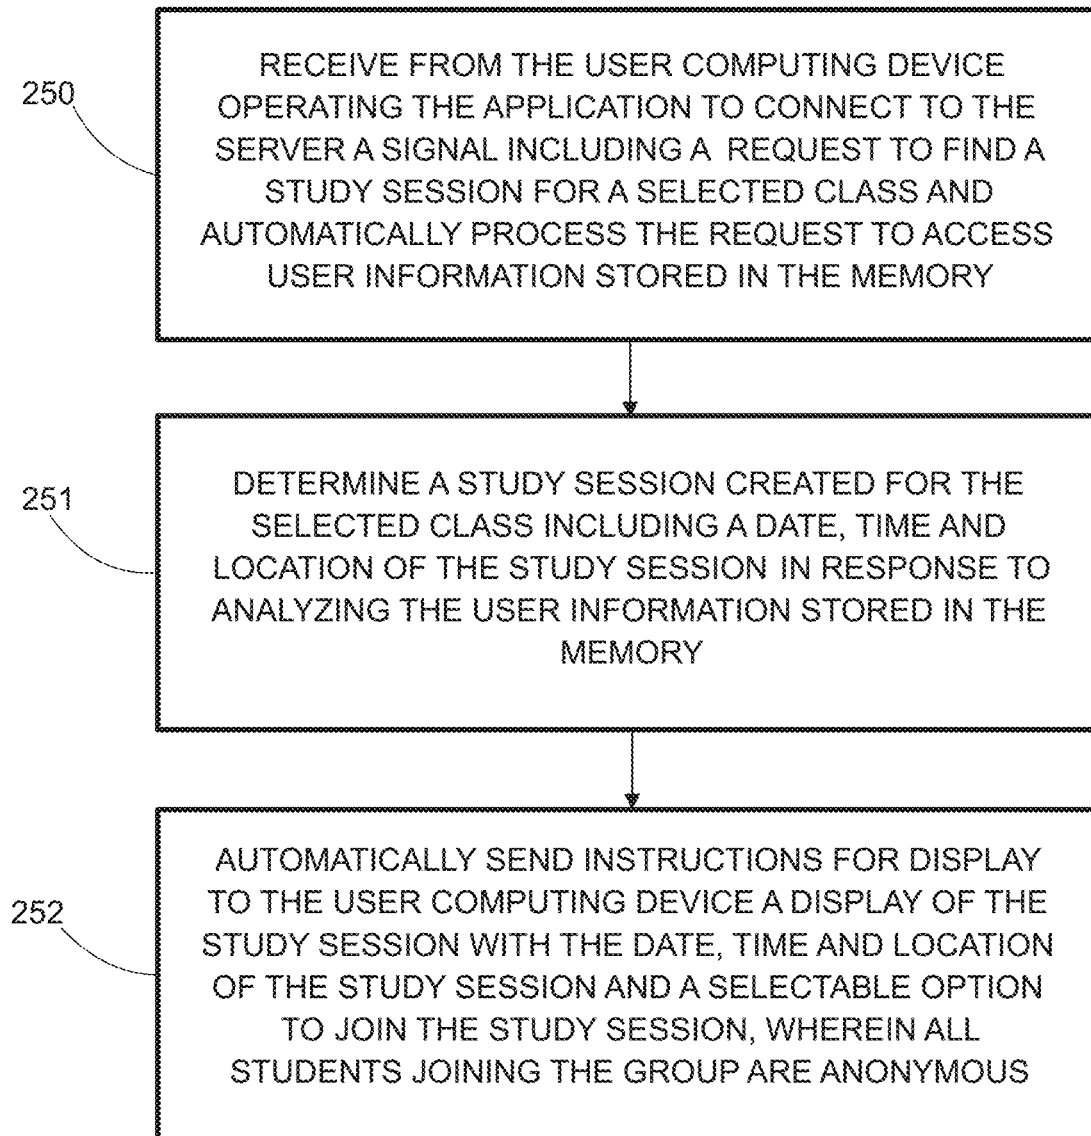 250
RECEIVE FROM THE USER COMPUTING DEVICE
OPERATING THE APPLICATION TO CONNECT TO THE
SERVER A SIGNAL INCLUDING A REQUEST TO FIND A
STUDY SESSION FOR A SELECTED CLASS AND
AUTOMATICALLY PROCESS THE REQUEST TO ACCESS
USER INFORMATION STORED IN THE MEMORY
251
DETERMINE A STUDY SESSION CREATED FOR THE
SELECTED CLASS INCLUDING A DATE, TIME AND
LOCATION OF THE STUDY SESSION IN RESPONSE TO
ANALYZING THE USER INFORMATION STORED IN THE
MEMORY
252
AUTOMATICALLY SEND INSTRUCTIONS FOR DISPLAY
TO THE USER COMPUTING DEVICE A DISPLAY OF THE
STUDY SESSION WITH THE DATE, TIME AND LOCATION
OF THE STUDY SESSION AND A SELECTABLE OPTION
TO JOIN THE STUDY SESSION, WHEREIN ALL
STUDENTS JOINING THE GROUP ARE ANONYMOUS